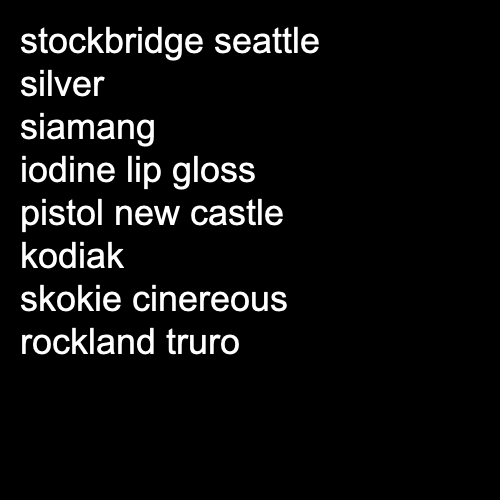 stockbridge seattle
silver
siamang
iodine lip gloss
pistol new castle
kodiak
skokie cinereous
rockland truro